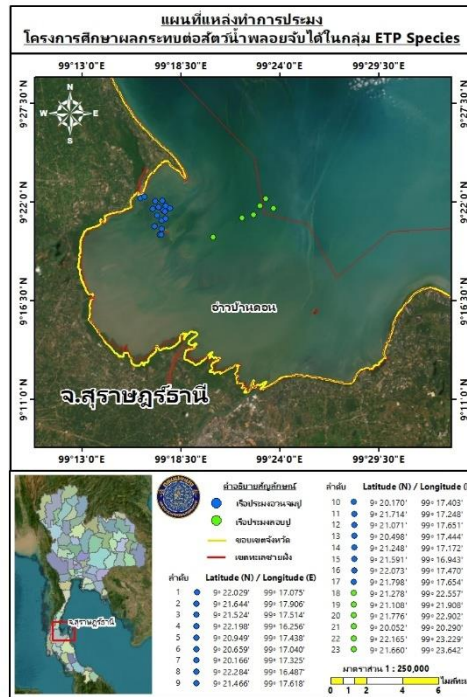 แผนที่แหล่งทำการประมง
โครงการศึกษาผลกระทบต่อสัตว์น้ำพลอยจับได้ในกลุ่ม ETP Species
99°13'0"E 99°18'30"E 99°24'0"E 99°29'30"E
9°27'30"N 9°27'30"N
N
W E
S
9°22'0"N 9°22'0"N
9°16'30"N 9°16'30"N
อ่าวบ้านดอน
จ.สุราษฎร์ธานี
9°11'0"N 9°11'0"N
99°13'0"E 99°18'30"E 99°24'0"E 99°29'30"E
จ.สุราษฎร์ธานี
คำอธิบายสัญลักษณ์
เรือประมงอวนจมปู
เรือประมงลอบปู
ขอบเขตจังหวัด
เขตทะเลชายฝั่ง
ลำดับ Latitude (N) / Longitude (E)
1 9° 22.029' 99° 17.075'
2 9° 21.644' 99° 17.906'
3 9° 21.524' 99° 17.514'
4 9° 22.198' 99° 16.256'
5 9° 20.949' 99° 17.438'
6 9° 20.659' 99° 17.040'
7 9° 20.166' 99° 17.325'
8 9° 22.284' 99° 16.487'
9 9° 21.466' 99° 17.618'
ลำดับ Latitude (N) / Longitude (E)
10 9° 20.170' 99° 17.403'
11 9° 21.714' 99° 17.248'
12 9° 21.071' 99° 17.651'
13 9° 20.498' 99° 17.444'
14 9° 21.248' 99° 17.172'
15 9° 21.591' 99° 16.943'
16 9° 22.073' 99° 17.470'
17 9° 21.798' 99° 17.654'
18 9° 21.278' 99° 22.557'
19 9° 21.108' 99° 21.908'
20 9° 21.776' 99° 22.902'
21 9° 20.052' 99° 20.290'
22 9° 22.165' 99° 23.229'
23 9° 21.660' 99° 23.642'
มาตราส่วน 1 : 250,000
0 1 2 4 6